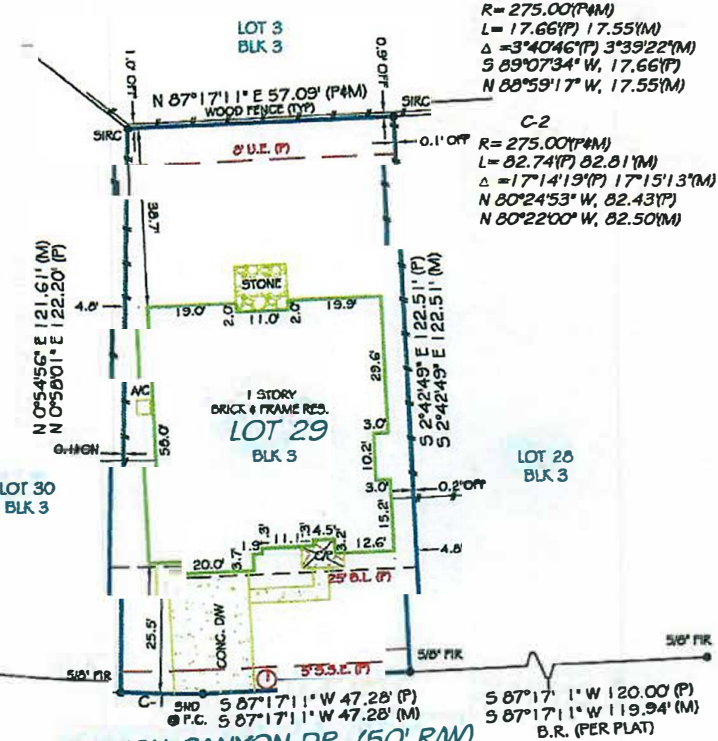 LOT 3
BLK 3
R= 275.00'(P&M)
L= 17.66'(P) 17.55'(M)
Δ =3°40'46"(P) 3°39'22"(M)
S 89°07'34" W, 17.66'(P)
N 88°59'17" W, 17.55'(M)
C-2
R= 275.00'(P&M)
L= 82.74'(P) 82.81'(M)
Δ =17°14'19"(P) 17°15'13"(M)
N 80°24'53" W, 82.43'(P)
N 80°22'00" W, 82.50'(M)
1.0' OFF
0.9' OFF
N 87°17'11" E 57.09' (P&M)
WOOD FENCE (TYP)
SIRC
SIRC
0.1' OFF
8' U.E. (P)
38.7'
N 0°54'56" E 121.61' (M)
N 0°58'01" E 122.20' (P)
S 2°42'49" E 122.51' (P)
S 2°42'49" E 122.51' (M)
STONE
4.8'
19.0'
2.0'
11.0'
2.0'
19.9'
29.6'
A/C
1 STORY
BRICK & FRAME RES.
LOT 29
BLK 3
58.0'
3.0'
10.2'
3.0'
15.2'
0.2' OFF
LOT 28
BLK 3
LOT 30
BLK 3
20.0'
3.7'
1.9'
1.3'
11.1'
1.3'
4.5'
3.2'
C/P
12.6'
4.8'
25' B.L. (P)
25.5'
CONC. D/W
5' S.S.E. (P)
5/8" FIR
5/8" FIR
5/8" FIR
C-1
SND
@ P.C.
S 87°17'11" W 47.28' (P)
S 87°17'11" W 47.28' (M)
S 87°17' 1" W 120.00' (P)
S 87°17'11" W 119.94' (M)
B.R. (PER PLAT)
CANYON DR. (50' R/W)